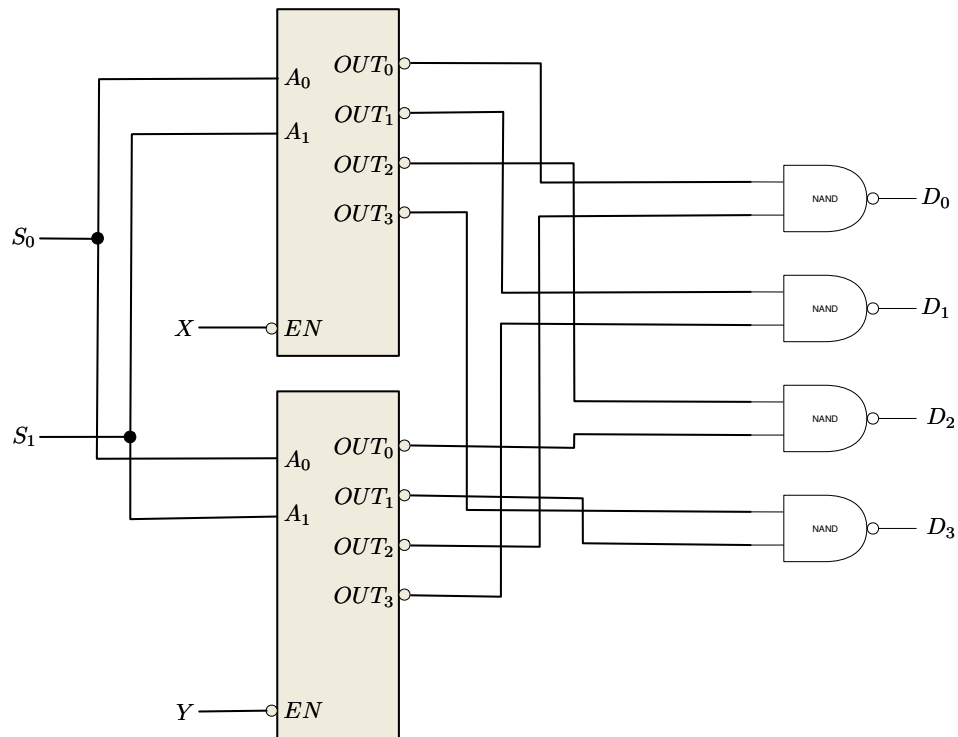 OUT₀
A₀
OUT₁
A₁
OUT₂
OUT₃
S₀
X
EN
NAND
D₀
NAND
D₁
NAND
D₂
NAND
D₃
S₁
OUT₀
A₀
OUT₁
A₁
OUT₂
OUT₃
Y
EN